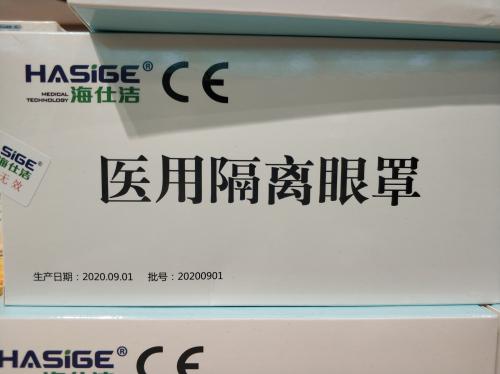 HASiGE® CE
MEDICAL
TECHNOLOGY 海仕洁
SiGE®
海仕洁
无效
医用隔离眼罩
生产日期：2020.09.01 批号：20200901
HASiGE® CE